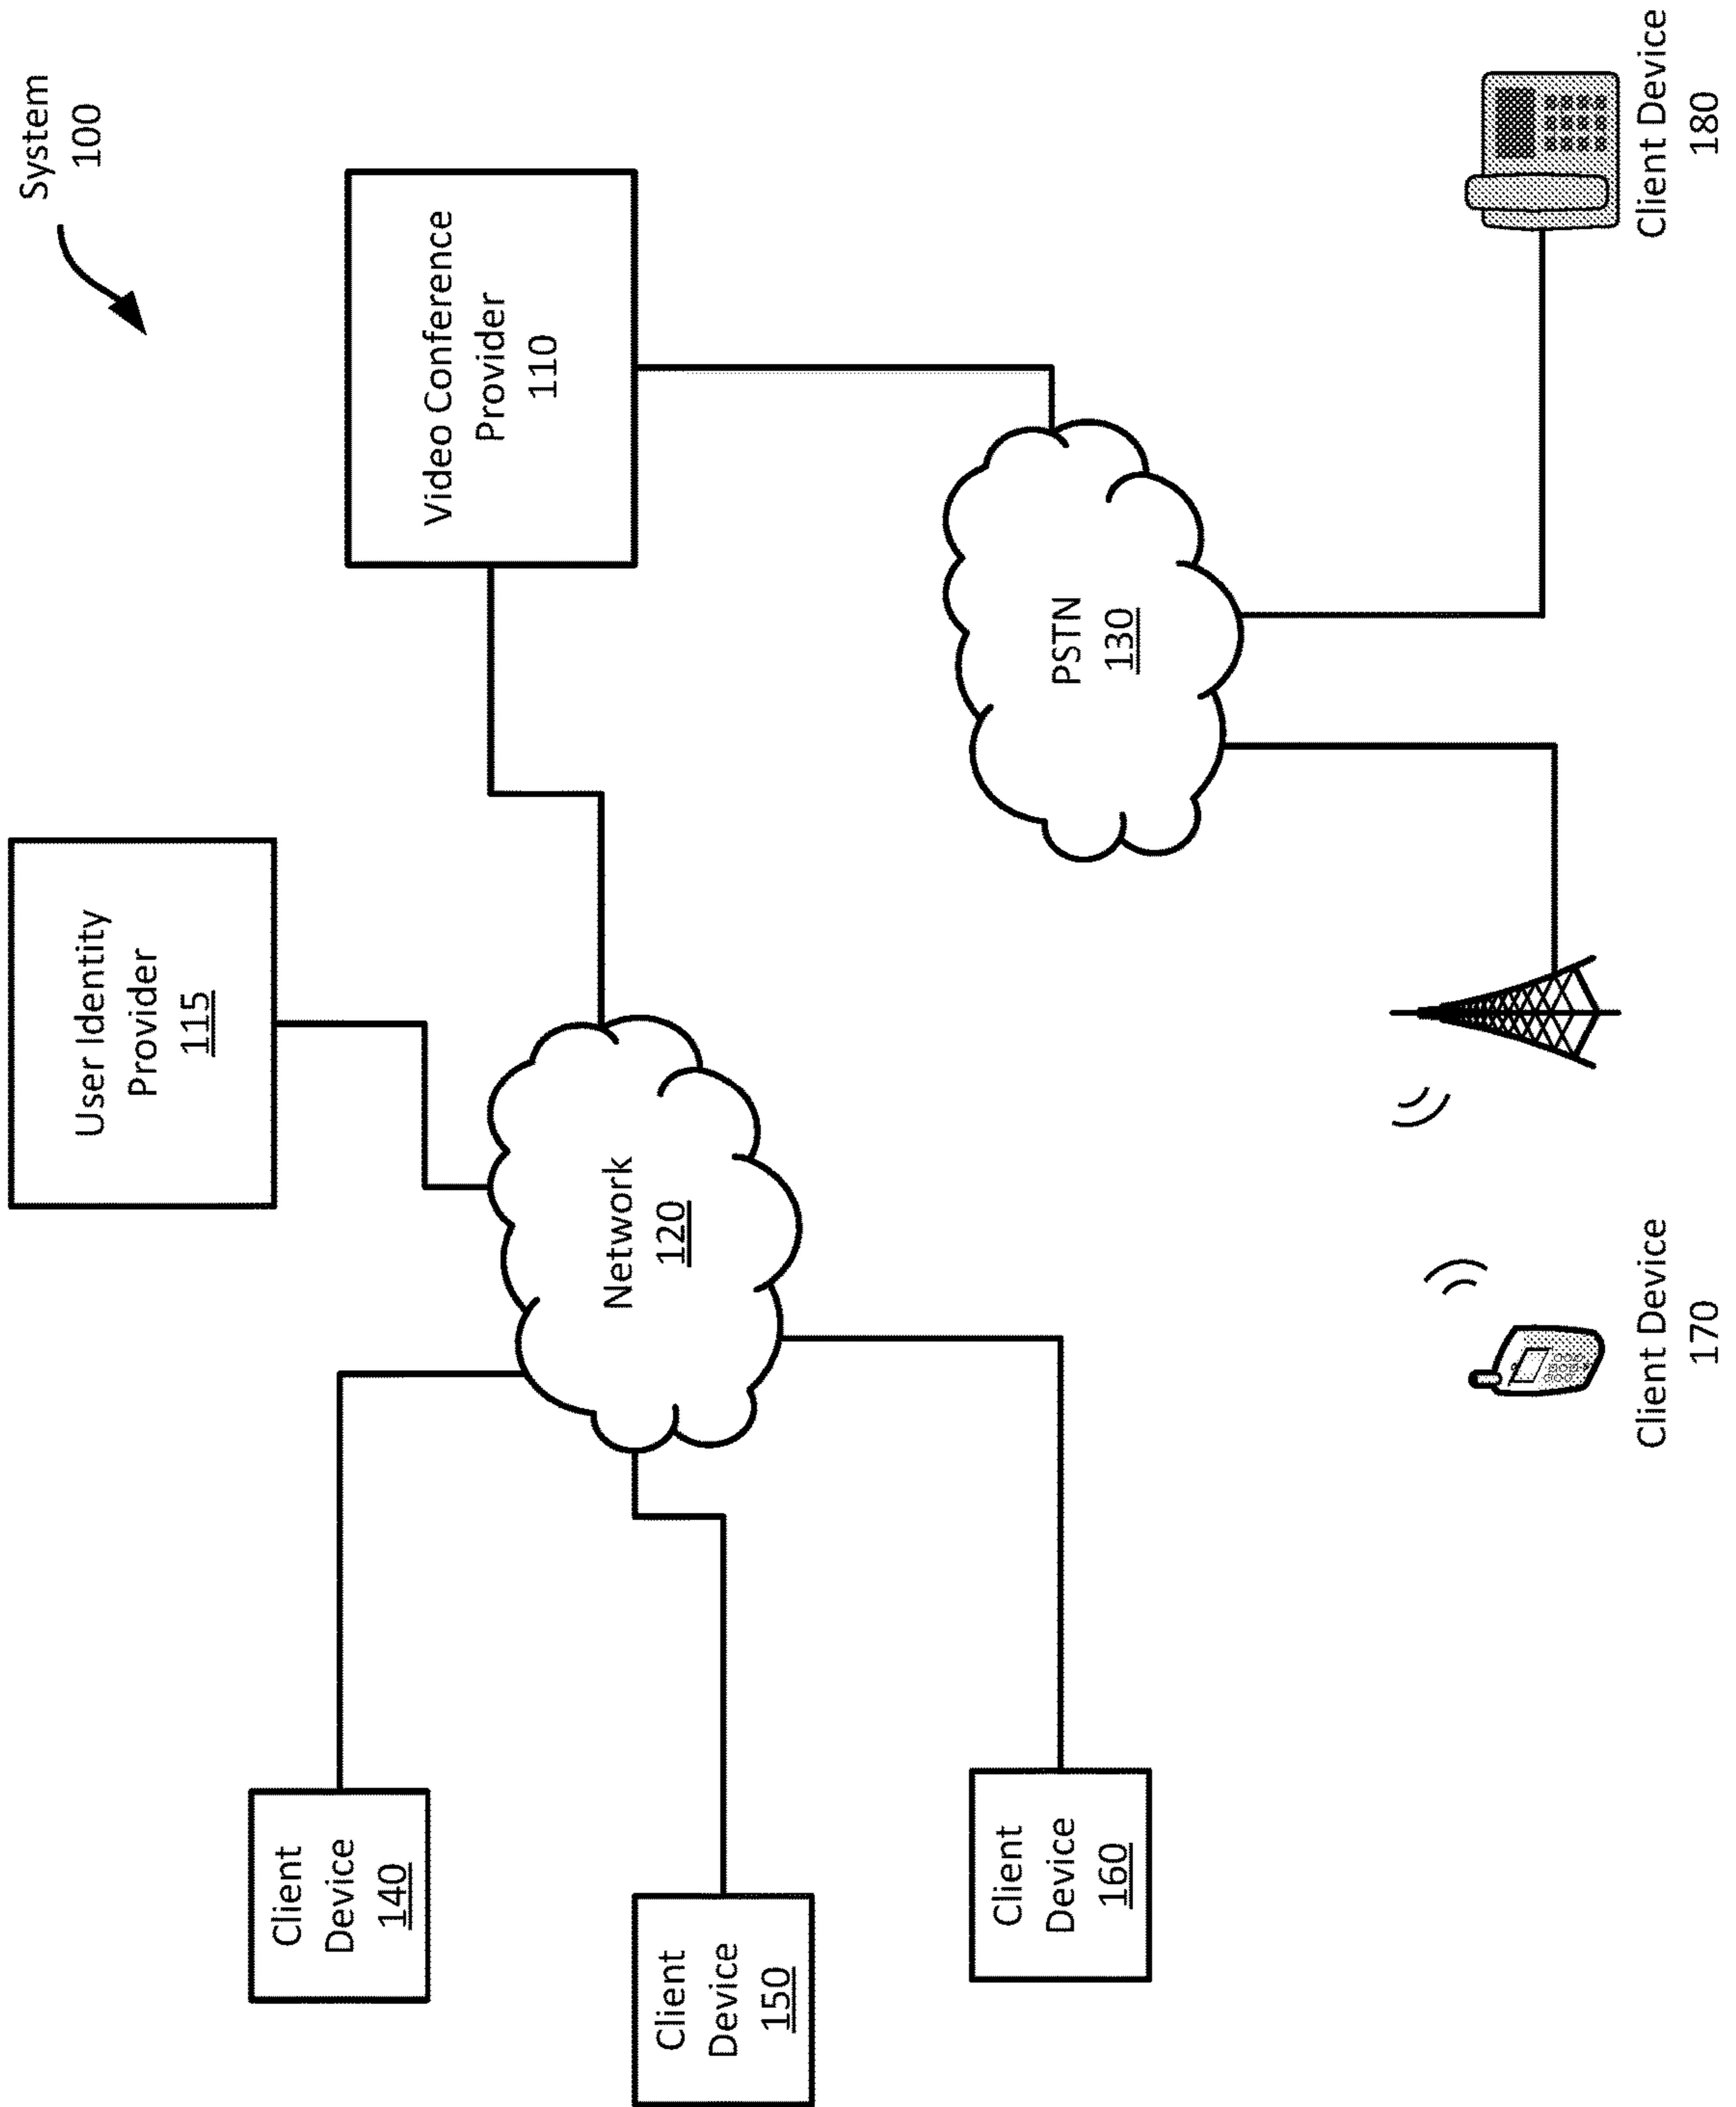 System
100
User Identity
Provider
115
Video Conference
Provider
110
Client
Device
140
Network
120
Client
Device
150
PSTN
130
Client
Device
160
Client Device
170
Client Device
180